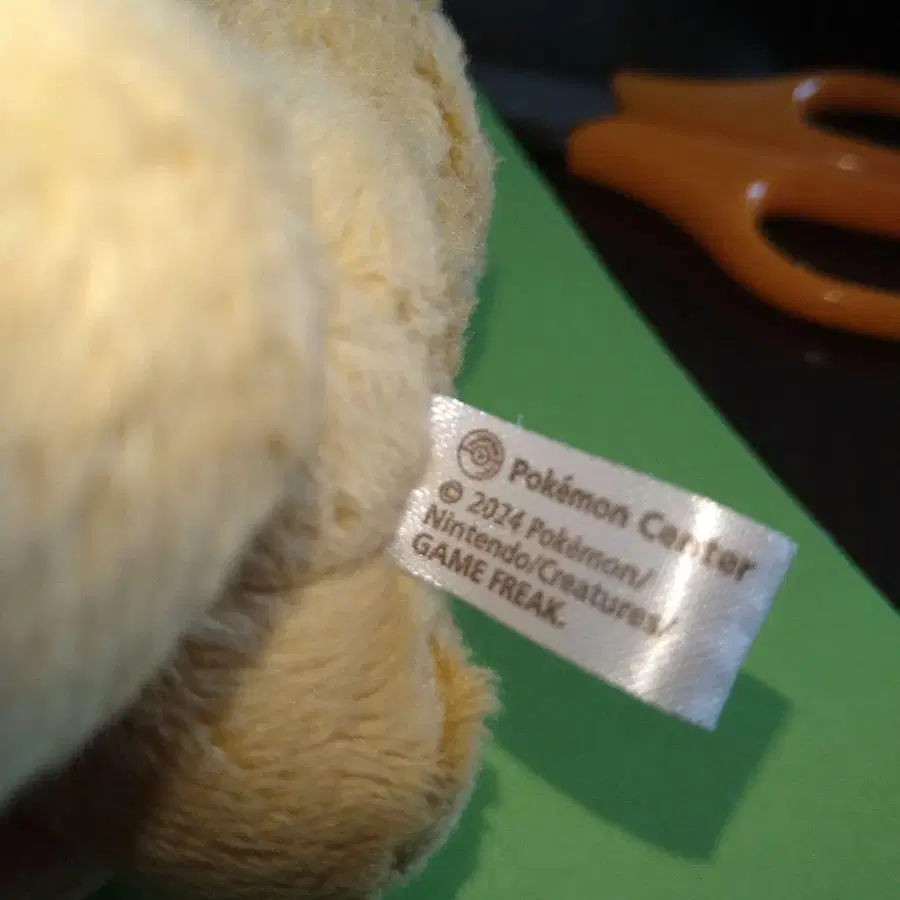 Pokémon Center
© 2024 Pokémon/
Nintendo/Creatures/
GAME FREAK.